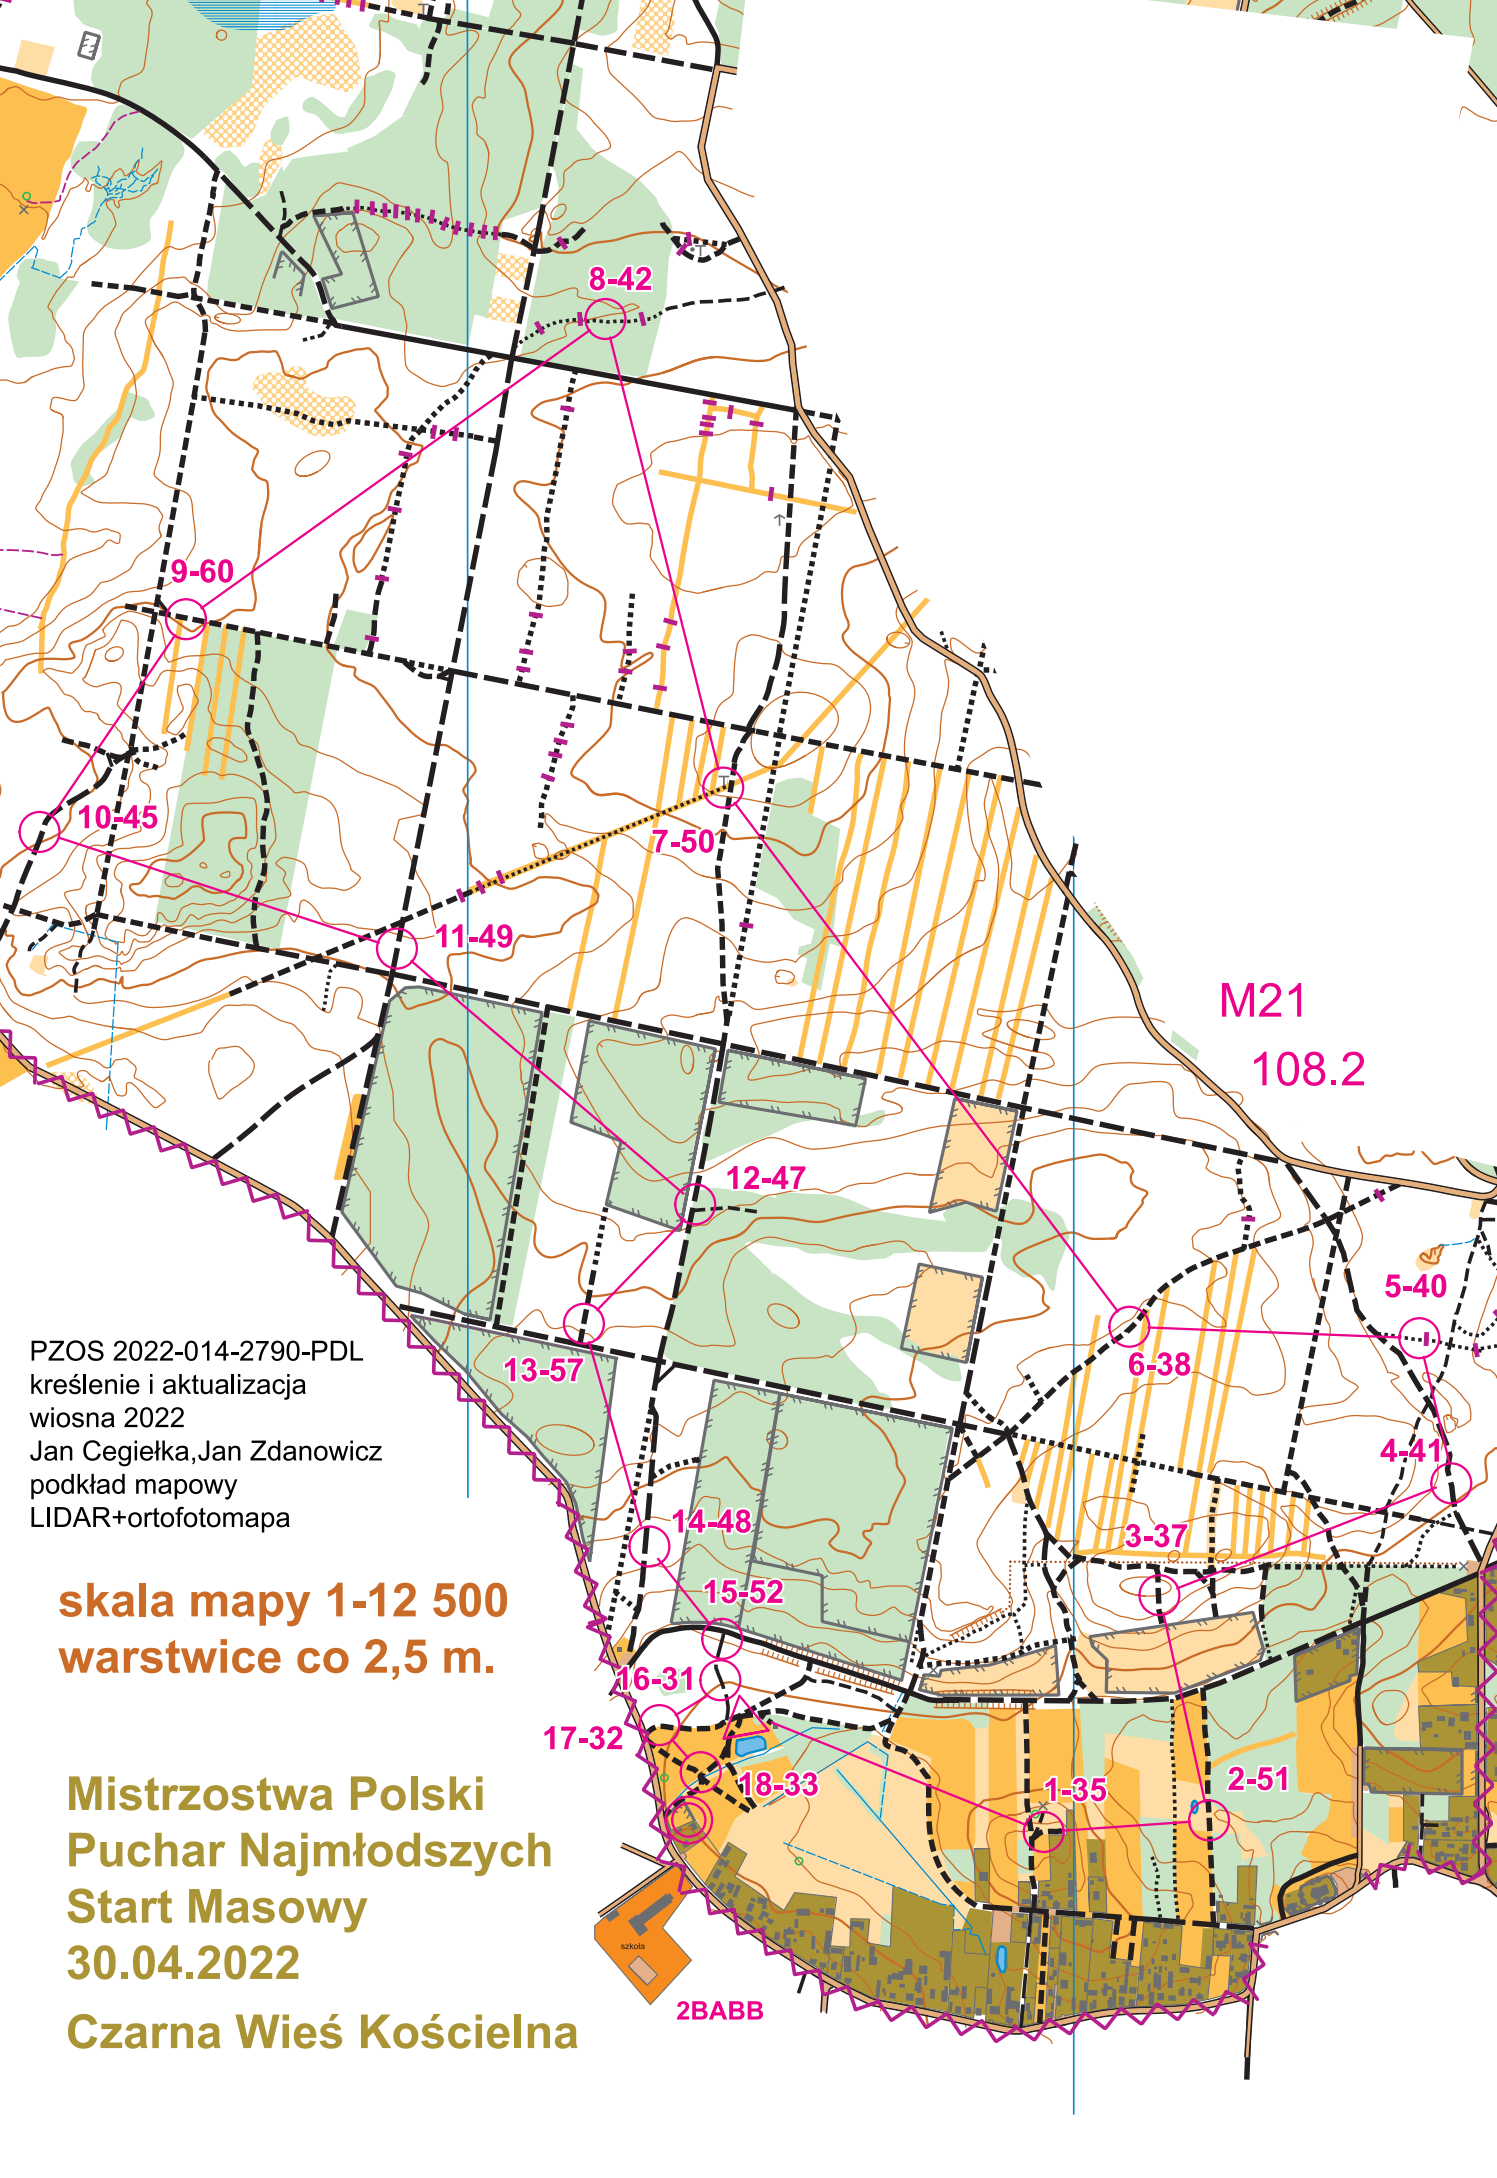 8-42
9-60
10-45
7-50
11-49
M21
108.2
12-47
5-40
6-38
13-57
PZOS 2022-014-2790-PDL
kreślenie i aktualizacja
wiosna 2022
Jan Cegiełka,Jan Zdanowicz
podkład mapowy
LIDAR+ortofotomapa
4-41
14-48
3-37
15-52
skala mapy 1-12 500
warstwice co 2,5 m.
16-31
17-32
18-33
1-35
2-51
Mistrzostwa Polski
Puchar Najmłodszych
Start Masowy
30.04.2022
Czarna Wieś Kościelna
szkoła
2BABB